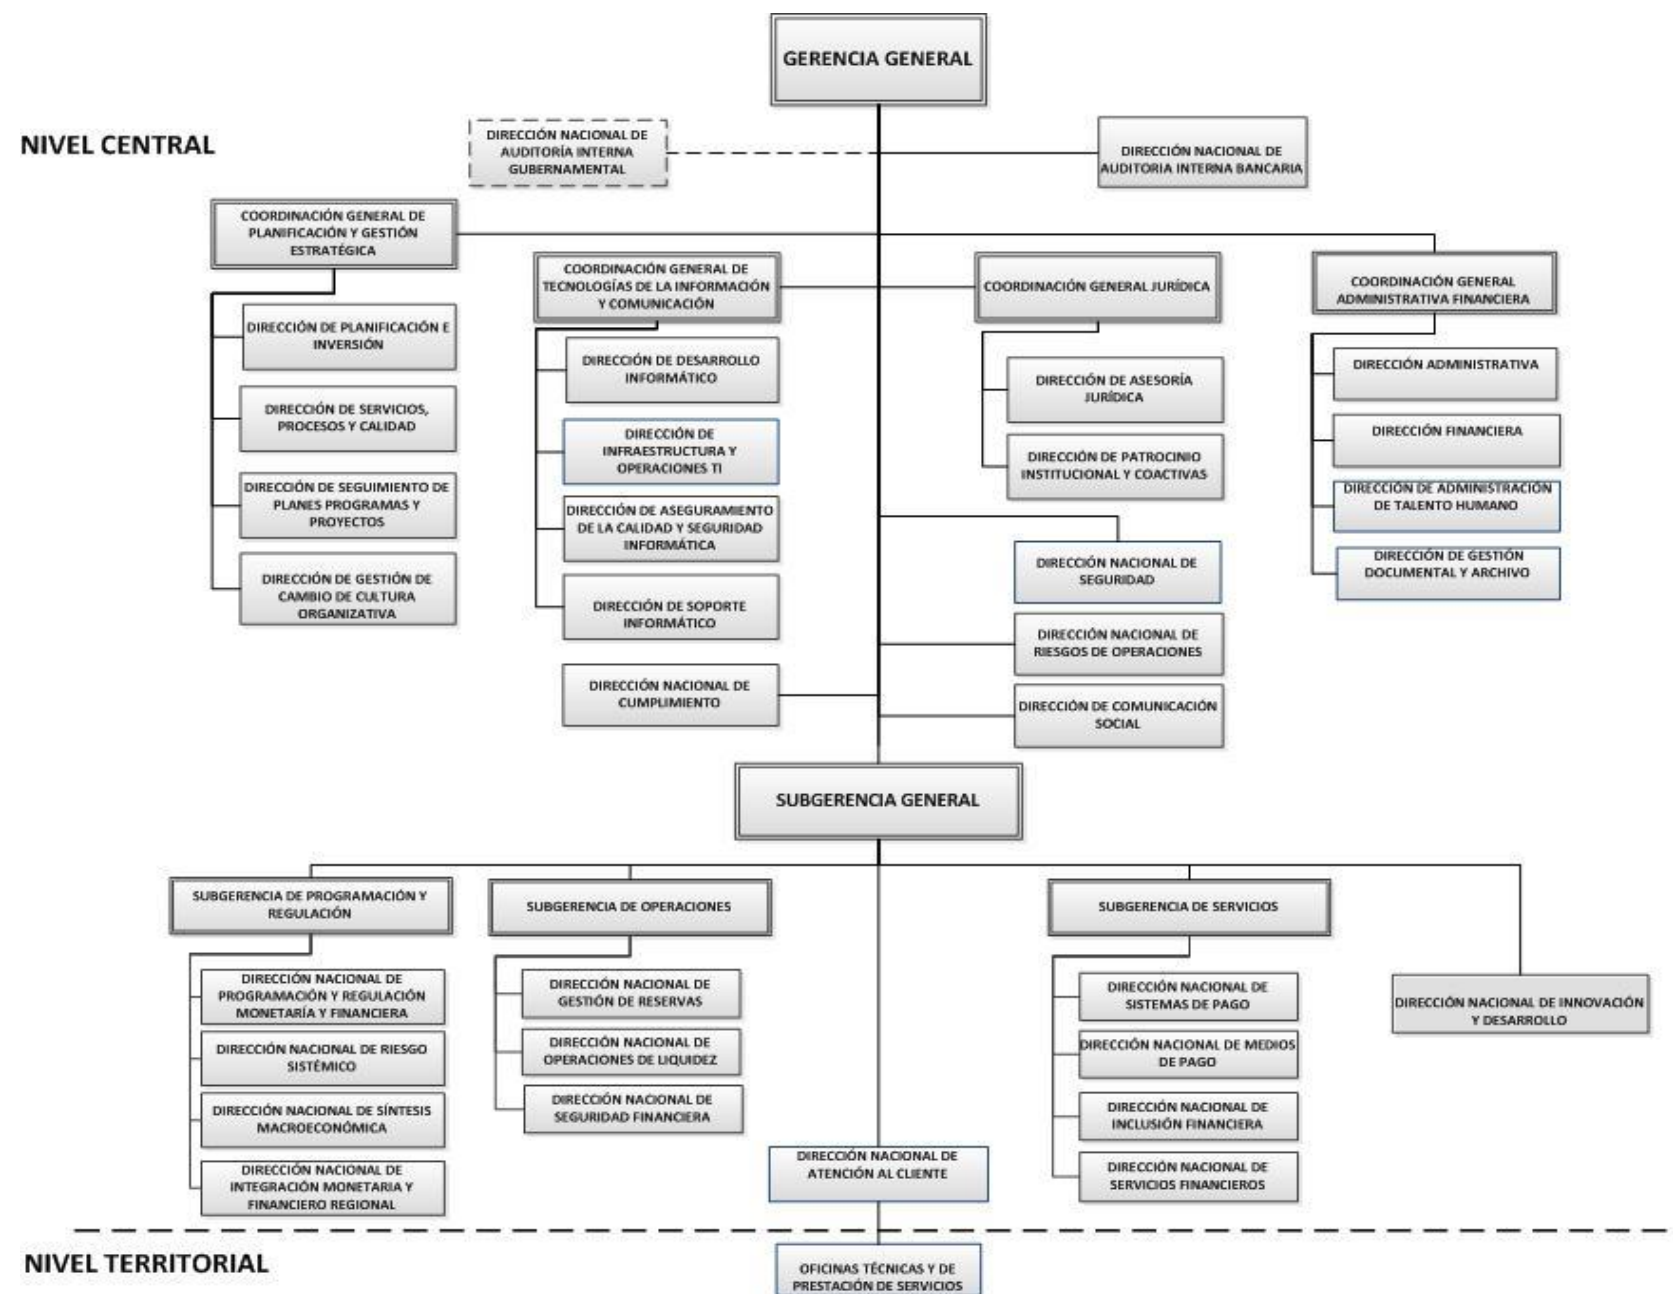 GERENCIA GENERAL
NIVEL CENTRAL
DIRECCIÓN NACIONAL DE
AUDITORÍA INTERNA
GUBERNAMENTAL
DIRECCIÓN NACIONAL DE
AUDITORIA INTERNA BANCARIA
COORDINACIÓN GENERAL DE
PLANIFICACIÓN Y GESTIÓN
ESTRATÉGICA
DIRECCIÓN DE PLANIFICACIÓN E
INVERSIÓN
DIRECCIÓN DE SERVICIOS,
PROCESOS Y CALIDAD
DIRECCIÓN DE SEGUIMIENTO DE
PLANES PROGRAMAS Y
PROYECTOS
DIRECCIÓN DE GESTIÓN DE
CAMBIO DE CULTURA
ORGANIZATIVA
COORDINACIÓN GENERAL DE
TECNOLOGÍAS DE LA INFORMACIÓN
Y COMUNICACIÓN
DIRECCIÓN DE DESARROLLO
INFORMÁTICO
DIRECCIÓN DE
INFRAESTRUCTURA Y
OPERACIONES TI
DIRECCIÓN DE ASEGURAMIENTO
DE LA CALIDAD Y SEGURIDAD
INFORMÁTICA
DIRECCIÓN DE SOPORTE
INFORMÁTICO
DIRECCIÓN NACIONAL DE
CUMPLIMIENTO
COORDINACIÓN GENERAL JURÍDICA
DIRECCIÓN DE ASESORÍA
JURÍDICA
DIRECCIÓN DE PATROCINIO
INSTITUCIONAL Y COACTIVAS
DIRECCIÓN NACIONAL DE
SEGURIDAD
DIRECCIÓN NACIONAL DE
RIESGOS DE OPERACIONES
DIRECCIÓN DE COMUNICACIÓN
SOCIAL
COORDINACIÓN GENERAL
ADMINISTRATIVA FINANCIERA
DIRECCIÓN ADMINISTRATIVA
DIRECCIÓN FINANCIERA
DIRECCIÓN DE ADMINISTRACIÓN
DE TALENTO HUMANO
DIRECCIÓN DE GESTIÓN
DOCUMENTAL Y ARCHIVO
SUBGERENCIA GENERAL
SUBGERENCIA DE PROGRAMACIÓN Y
REGULACIÓN
DIRECCIÓN NACIONAL DE
PROGRAMACIÓN Y REGULACIÓN
MONETARÍA Y FINANCIERA
DIRECCIÓN NACIONAL DE RIESGO
SISTÉMICO
DIRECCIÓN NACIONAL DE SÍNTESIS
MACROECONÓMICA
DIRECCIÓN NACIONAL DE
INTEGRACIÓN MONETARIA Y
FINANCIERO REGIONAL
SUBGERENCIA DE OPERACIONES
DIRECCIÓN NACIONAL DE
GESTIÓN DE RESERVAS
DIRECCIÓN NACIONAL DE
OPERACIONES DE LIQUIDEZ
DIRECCIÓN NACIONAL DE
SEGURIDAD FINANCIERA
DIRECCIÓN NACIONAL DE
ATENCIÓN AL CLIENTE
SUBGERENCIA DE SERVICIOS
DIRECCIÓN NACIONAL DE
SISTEMAS DE PAGO
DIRECCIÓN NACIONAL DE MEDIOS
DE PAGO
DIRECCIÓN NACIONAL DE
INCLUSIÓN FINANCIERA
DIRECCIÓN NACIONAL DE
SERVICIOS FINANCIEROS
DIRECCIÓN NACIONAL DE INNOVACIÓN
Y DESARROLLO
NIVEL TERRITORIAL
OFICINAS TÉCNICAS Y DE
PRESTACIÓN DE SERVICIOS